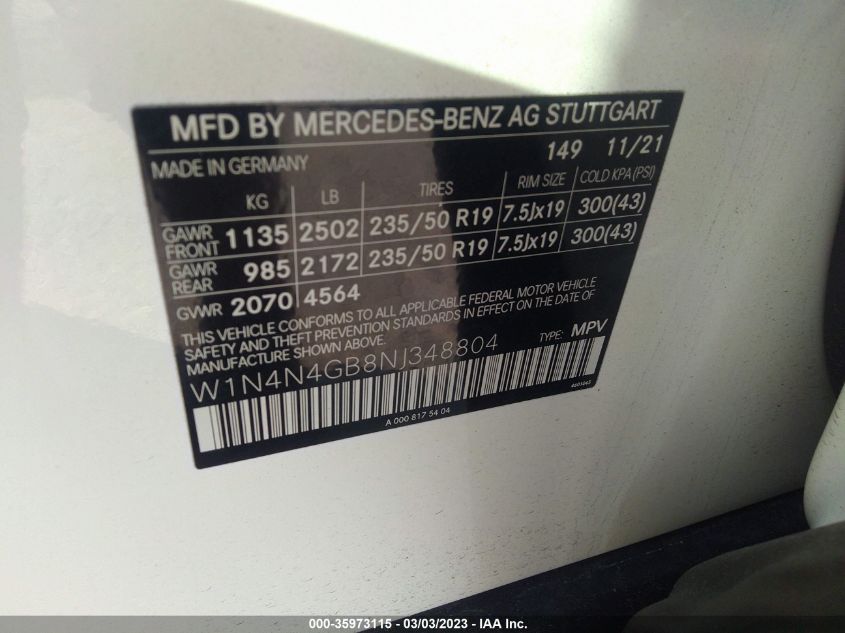 MFD BY MERCEDES-BENZ AG STUTTGART
MADE IN GERMANY 149 11/21
KG LB TIRES RIM SIZE COLD KPA (PSI)
GAWR FRONT 1135 2502 235/50 R19 7.5Jx19 300(43)
GAWR REAR 985 2172 235/50 R19 7.5Jx19 300(43)
GVWR 2070 4564
THIS VEHICLE CONFORMS TO ALL APPLICABLE FEDERAL MOTOR VEHICLE
SAFETY AND THEFT PREVENTION STANDARDS IN EFFECT ON THE DATE OF
MANUFACTURE SHOWN ABOVE.
TYPE: MPV
W1N4N4GB8NJ348804
A 000 817 54 04
000-35973115 — 03/03/2023 — IAA Inc.